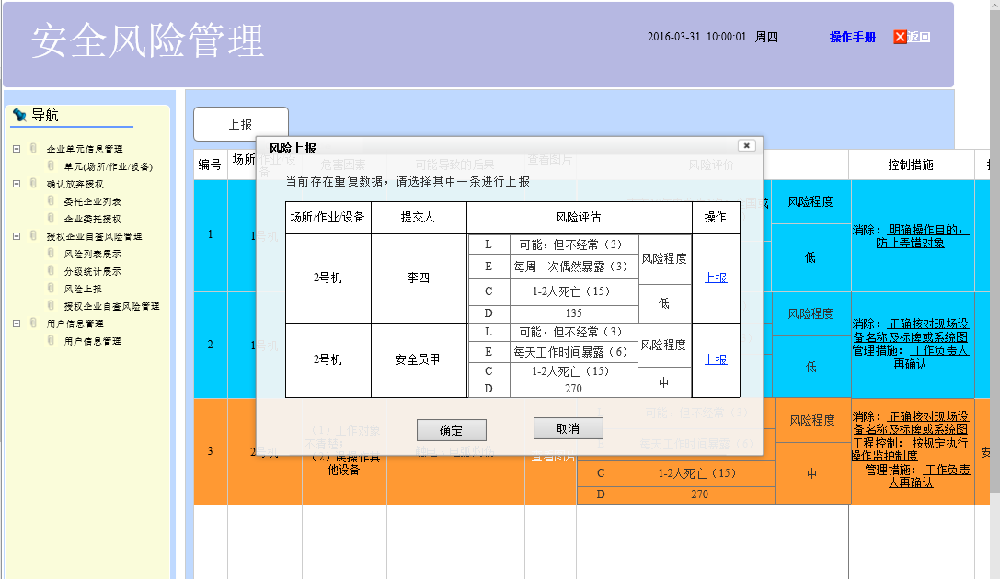 安全风险管理
2016-03-31 10:00:01 周四
操作手册
返回
导航
企业单元信息管理
单元(场所/作业/设备)
确认放弃授权
委托企业列表
企业委托授权
授权企业自查风险管理
风险列表展示
分级统计展示
风险上报
授权企业自查风险管理
用户信息管理
用户信息管理
上报
编号
场所/作业/设备
危害因素
可能导致的后果
查看图片
风险评价
控制措施
1
1号机
风险程度
低
消除：明确操作目的，
防止弄错对象
2
1号机
风险程度
低
消除：正确核对现场设
备名称及标牌或系统图
管理措施：工作负责人
再确认
3
2号机
（1）工作对象
不清楚；
（2）误操作其
他设备
触电、电弧灼伤
查看图片
L 可能，但不经常（3）
E 每天工作时间暴露（6）
C 1-2人死亡（15）
D 270
风险程度
中
消除：正确核对现场设
备名称及标牌或系统图
工程控制：按规定执行
操作监护制度
管理措施：工作负责
人再确认
安
风险上报
当前存在重复数据，请选择其中一条进行上报
场所/作业/设备 提交人 风险评估 操作
2号机
李四
L 可能，但不经常（3）
E 每周一次偶然暴露（3）
C 1-2人死亡（15）
D 135
风险程度
低
上报
2号机
安全员甲
L 可能，但不经常（3）
E 每天工作时间暴露（6）
C 1-2人死亡（15）
D 270
风险程度
中
上报
确定
取消